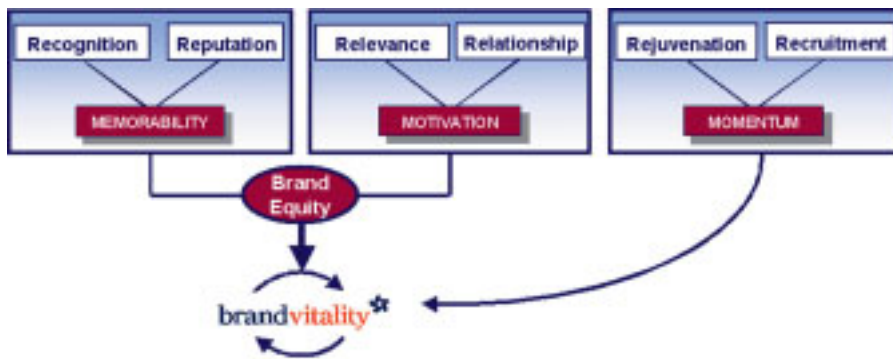 Recognition
Reputation
Relevance
Relationship
Rejuvenation
Recruitment
MEMORABILITY
MOTIVATION
MOMENTUM
Brand
Equity
brandvitality